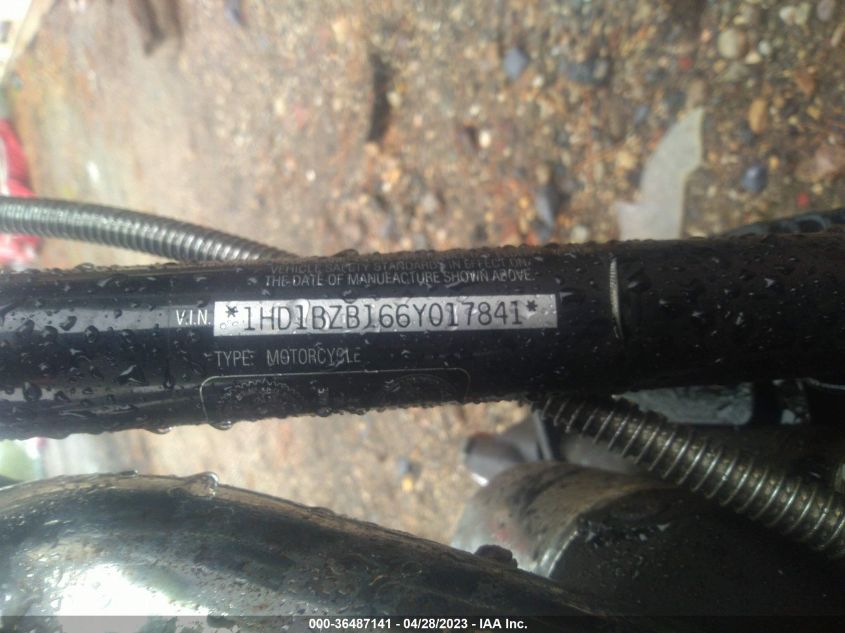 VEHICLE SAFETY STANDARDS IN EFFECT ON
THE DATE OF MANUFACTURE SHOWN ABOVE.
V.I.N. *1HD1BZB166Y017841*
TYPE: MOTORCYCLE
000-36487141 - 04/28/2023 - IAA Inc.